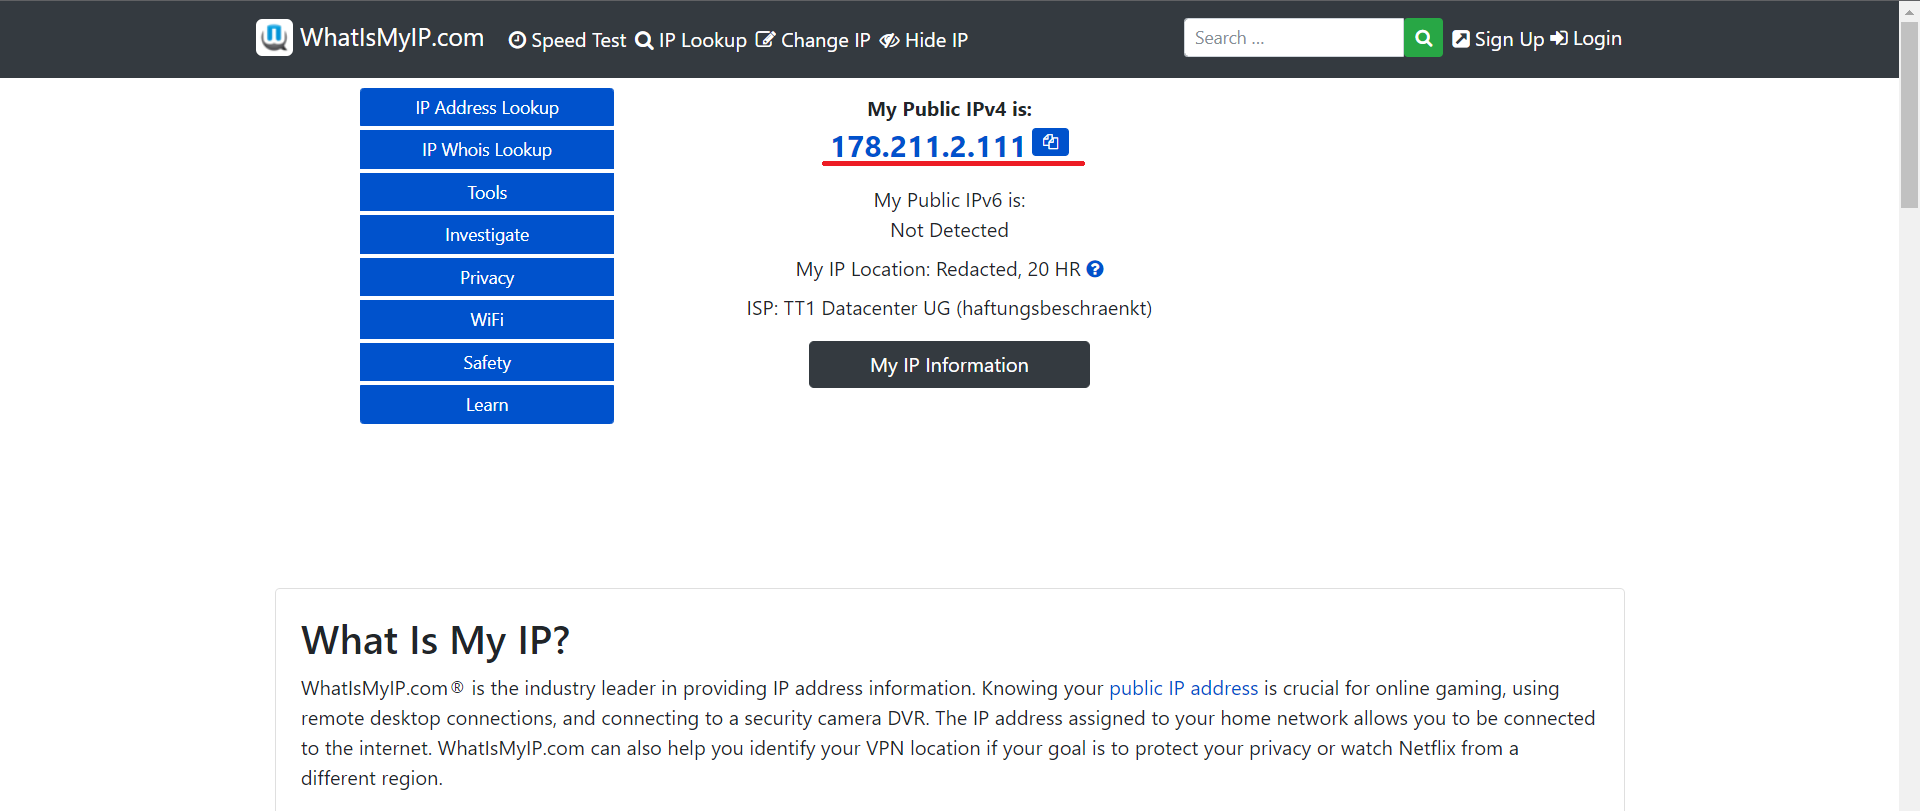 WhatIsMyIP.com Speed Test IP Lookup Change IP Hide IP Search ... Sign Up Login
IP Address Lookup
IP Whois Lookup
Tools
Investigate
Privacy
WiFi
Safety
Learn
My Public IPv4 is:
178.211.2.111
My Public IPv6 is:
Not Detected
My IP Location: Redacted, 20 HR
ISP: TT1 Datacenter UG (haftungsbeschraenkt)
My IP Information
What Is My IP?
WhatIsMyIP.com® is the industry leader in providing IP address information. Knowing your public IP address is crucial for online gaming, using
remote desktop connections, and connecting to a security camera DVR. The IP address assigned to your home network allows you to be connected
to the internet. WhatIsMyIP.com can also help you identify your VPN location if your goal is to protect your privacy or watch Netflix from a
different region.